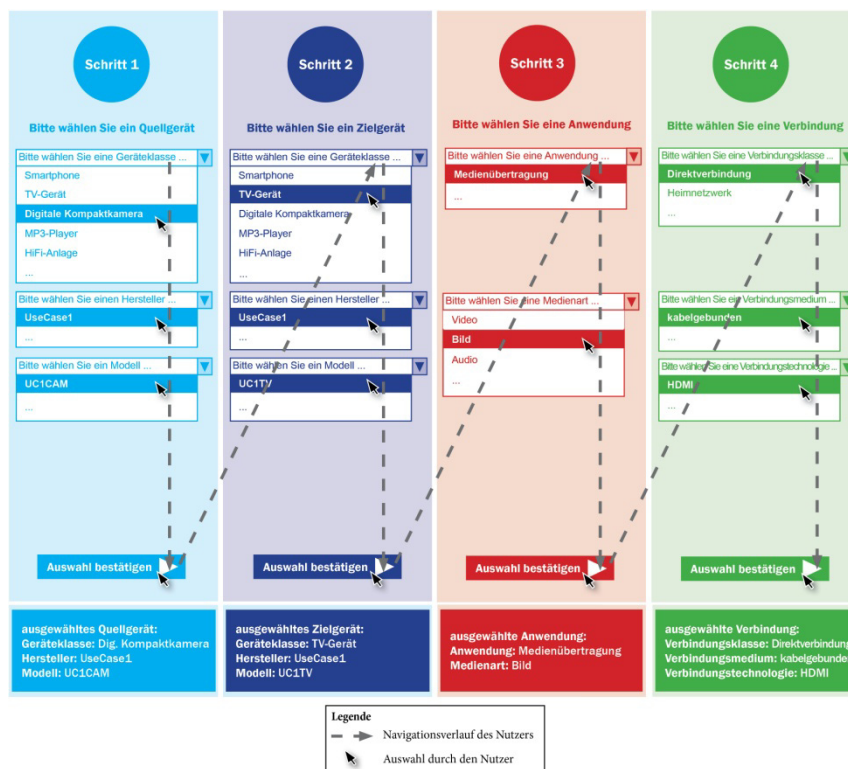 Schritt 1
Bitte wählen Sie ein Quellgerät
Bitte wählen Sie eine Geräteklasse ...
Smartphone
TV-Gerät
Digitale Kompaktkamera
MP3-Player
HiFi-Anlage
...
Bitte wählen Sie einen Hersteller ...
UseCase1
...
Bitte wählen Sie ein Modell ...
UC1CAM
...
Auswahl bestätigen
ausgewähltes Quellgerät:
Geräteklasse: Dig. Kompaktkamera
Hersteller: UseCase1
Modell: UC1CAM
Schritt 2
Bitte wählen Sie ein Zielgerät
Bitte wählen Sie eine Geräteklasse ...
Smartphone
TV-Gerät
Digitale Kompaktkamera
MP3-Player
HiFi-Anlage
...
Bitte wählen Sie einen Hersteller ...
UseCase1
...
Bitte wählen Sie ein Modell ...
UC1TV
...
Auswahl bestätigen
ausgewähltes Zielgerät:
Geräteklasse: TV-Gerät
Hersteller: UseCase1
Modell: UC1TV
Schritt 3
Bitte wählen Sie eine Anwendung
Bitte wählen Sie eine Anwendung ...
Medienübertragung
...
Bitte wählen Sie eine Medienart ...
Video
Bild
Audio
...
Auswahl bestätigen
ausgewählte Anwendung:
Anwendung: Medienübertragung
Medienart: Bild
Schritt 4
Bitte wählen Sie eine Verbindung
Bitte wählen Sie eine Verbindungsklasse ...
Direktverbindung
Heimnetzwerk
...
Bitte wählen Sie ein Verbindungsmedium ...
kabelgebunden
...
Bitte wählen Sie eine Verbindungstechnologie ...
HDMI
...
Auswahl bestätigen
ausgewählte Verbindung:
Verbindungsklasse: Direktverbindung
Verbindungsmedium: kabelgebunden
Verbindungstechnologie: HDMI
Legende
Navigationsverlauf des Nutzers
Auswahl durch den Nutzer